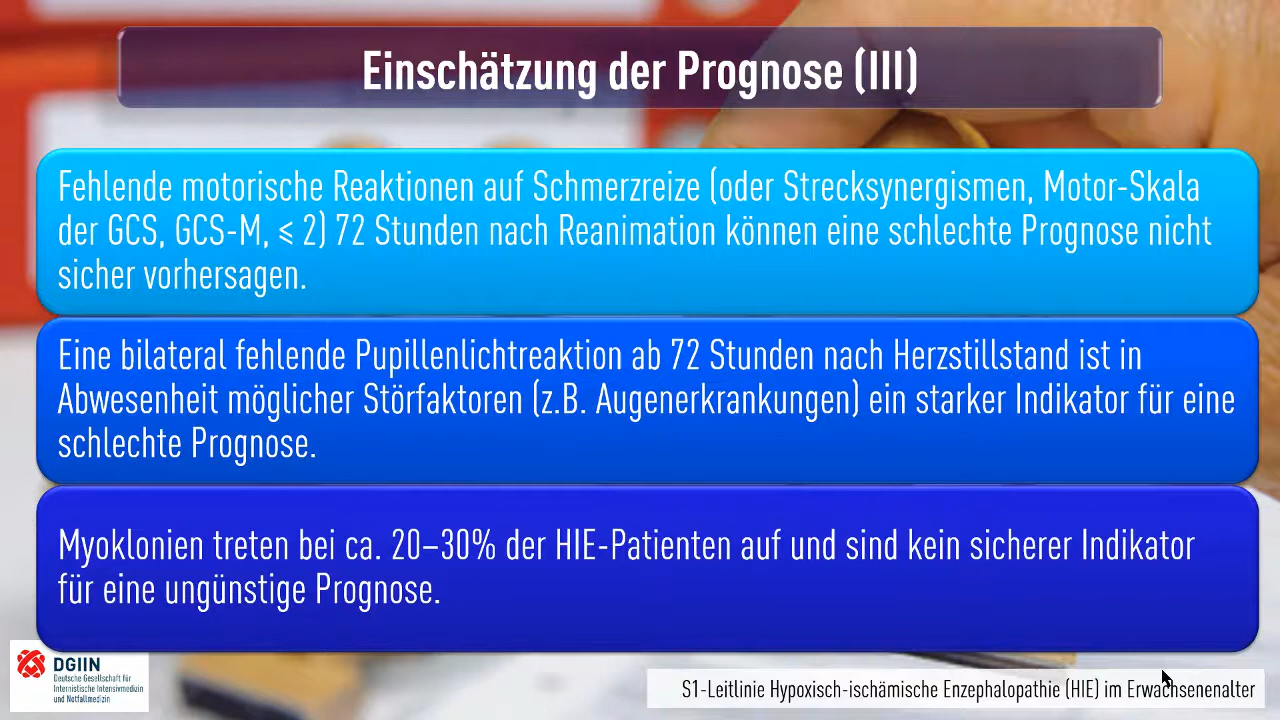 Einschätzung der Prognose (III)
Fehlende motorische Reaktionen auf Schmerzreize (oder Strecksynergismen, Motor-Skala
der GCS, GCS-M, < 2) 72 Stunden nach Reanimation können eine schlechte Prognose nicht
sicher vorhersagen.
Eine bilateral fehlende Pupillenlichtreaktion ab 72 Stunden nach Herzstillstand ist in
Abwesenheit möglicher Störfaktoren (z.B. Augenerkrankungen) ein starker Indikator für eine
schlechte Prognose.
Myoklonien treten bei ca. 20–30% der HIE-Patienten auf und sind kein sicherer Indikator
für eine ungünstige Prognose.
DGIIN
Deutsche Gesellschaft für
Internistische Intensivmedizin
und Notfallmedizin
S1-Leitlinie Hypoxisch-ischämische Enzephalopathie (HIE) im Erwachsenenalter